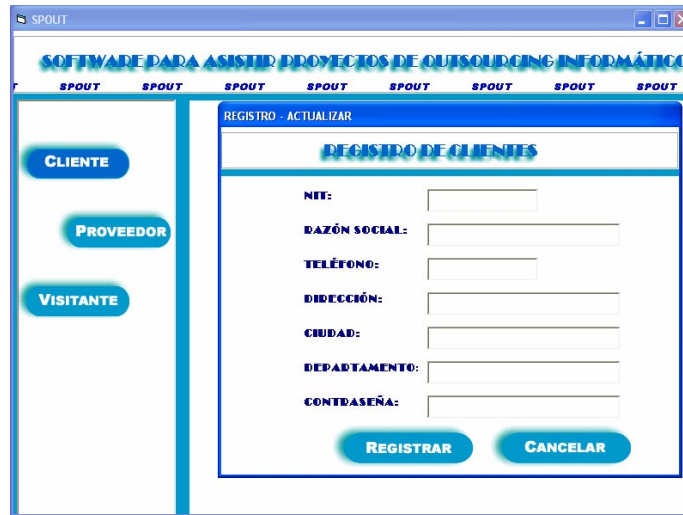 SPOUT
SOFTWARE PARA ASISTIR PROYECTOS DE OUTSOURCING INFORMÁTICO
T SPOUT SPOUT SPOUT SPOUT SPOUT SPOUT SPOUT SPOUT
CLIENTE
PROVEEDOR
VISITANTE
REGISTRO - ACTUALIZAR
REGISTRO DE CLIENTES
NIT:
RAZÓN SOCIAL:
TELÉFONO:
DIRECCIÓN:
CIUDAD:
DEPARTAMENTO:
CONTRASEÑA:
REGISTRAR CANCELAR